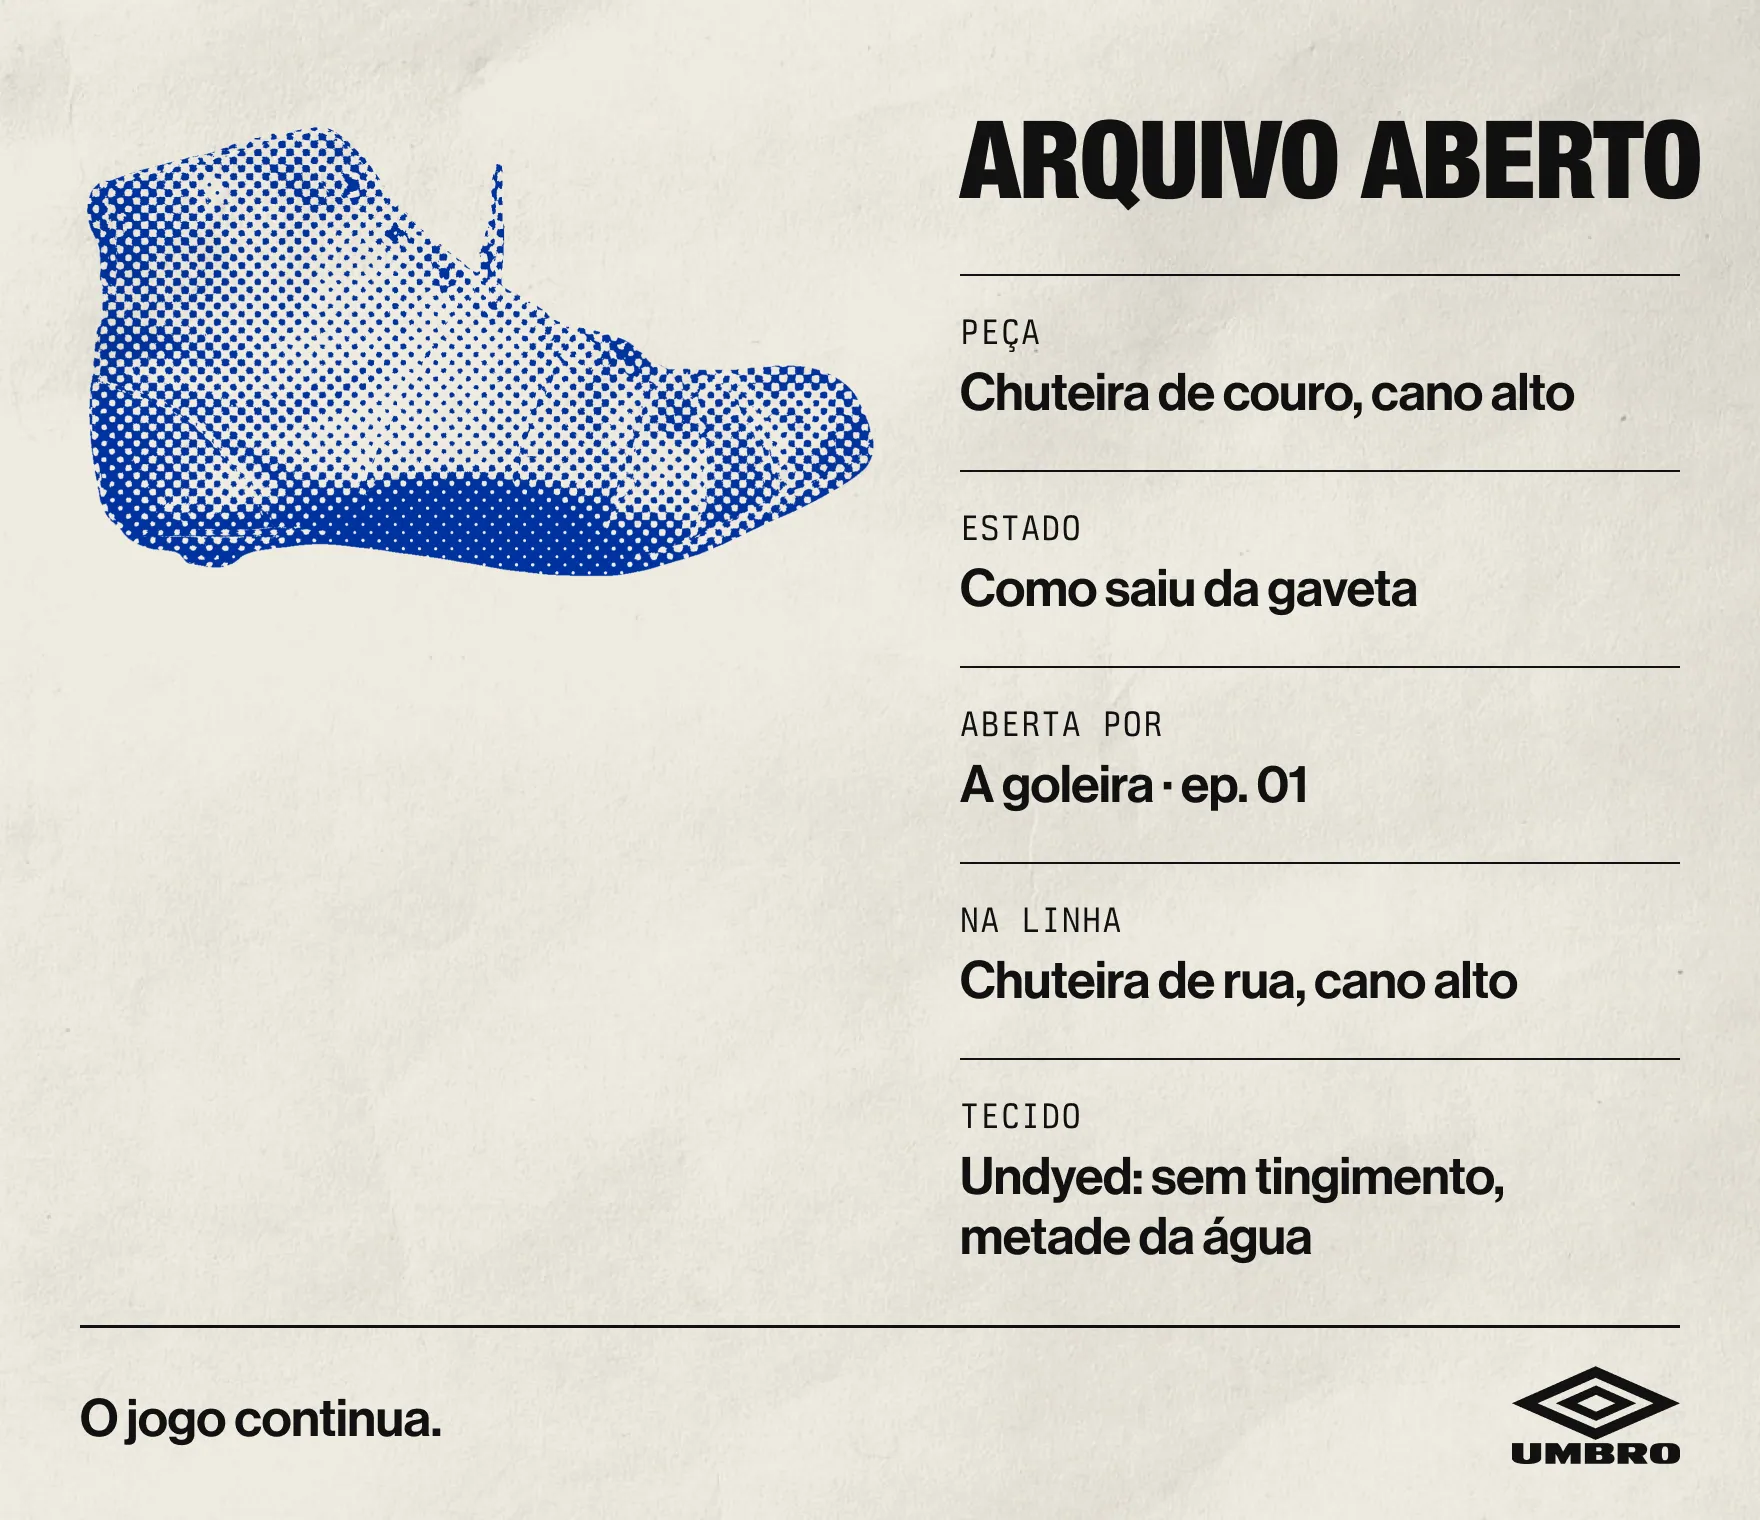 ARQUIVO ABERTO
PEÇA
Chuteira de couro, cano alto
ESTADO
Como saiu da gaveta
ABERTA POR
A goleira · ep. 01
NA LINHA
Chuteira de rua, cano alto
TECIDO
Undyed: sem tingimento,
metade da água
O jogo continua.
UMBRO